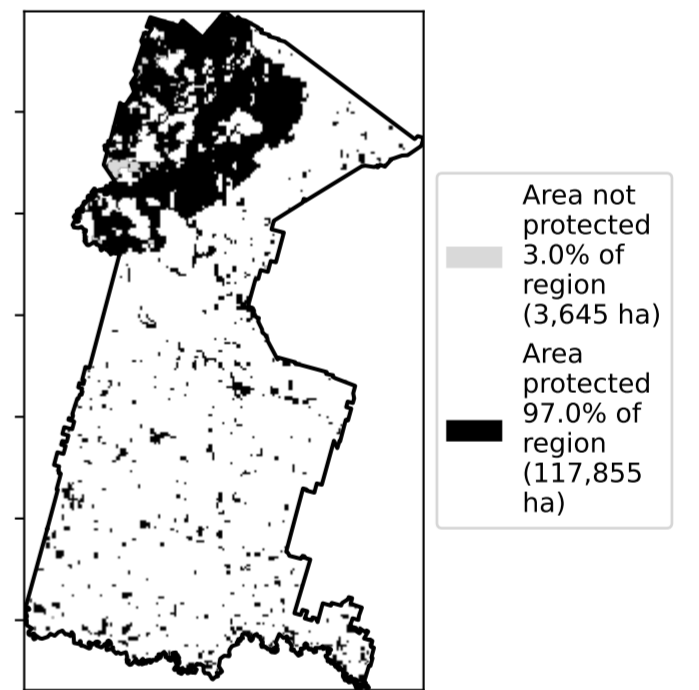 Area not
protected
3.0% of
region
(3,645 ha)
Area
protected
97.0% of
region
(117,855
ha)